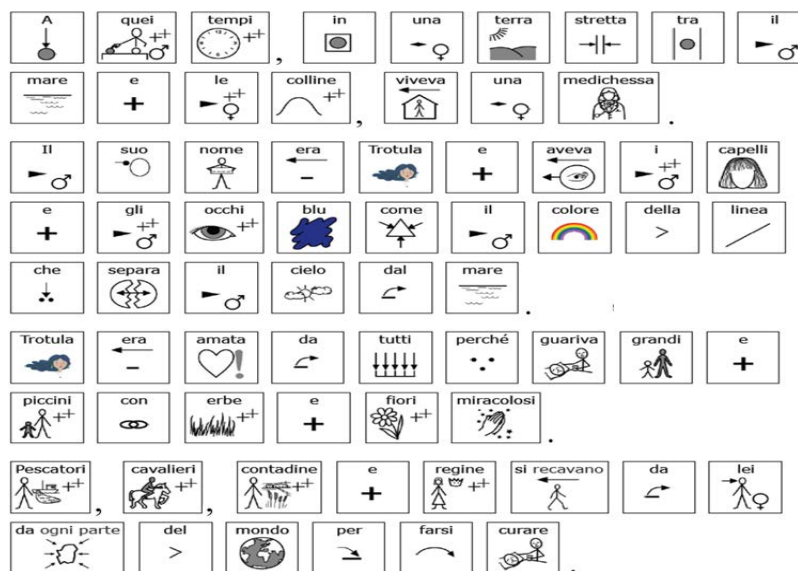 A quei tempi , in una terra stretta tra il
mare e le colline , viveva una medichessa .
Il suo nome era Trotula e aveva i capelli
e gli occhi blu come il colore della linea
che separa il cielo dal mare .
Trotula era amata da tutti perché guariva grandi e
piccini con erbe e fiori miracolosi .
Pescatori , cavalieri , contadine e regine si recavano da lei
da ogni parte del mondo per farsi curare .